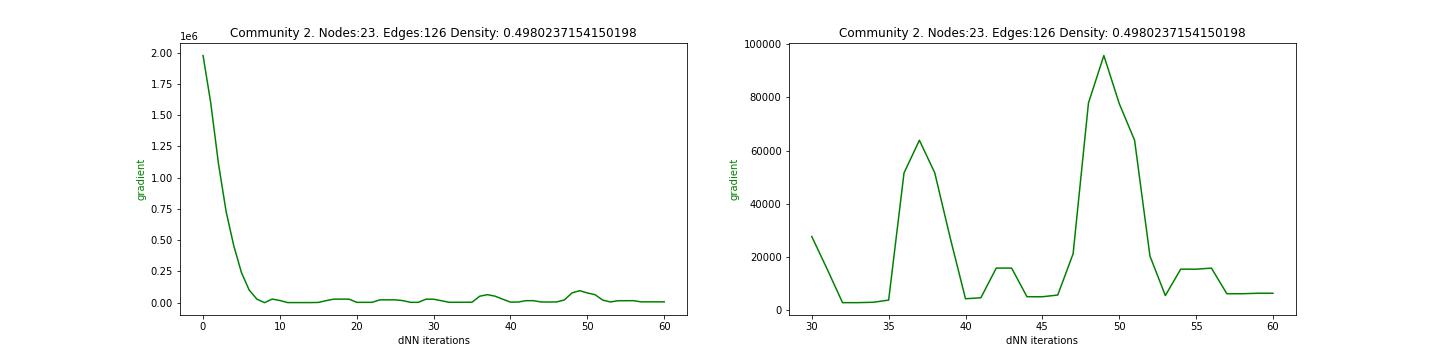 Community 2. Nodes:23. Edges:126 Density: 0.4980237154150198
1e6
2.00
1.75
1.50
1.25
1.00
0.75
0.50
0.25
0.00
gradient
0 10 20 30 40 50 60
dNN iterations
Community 2. Nodes:23. Edges:126 Density: 0.4980237154150198
100000
80000
60000
40000
20000
0
gradient
30 35 40 45 50 55 60
dNN iterations